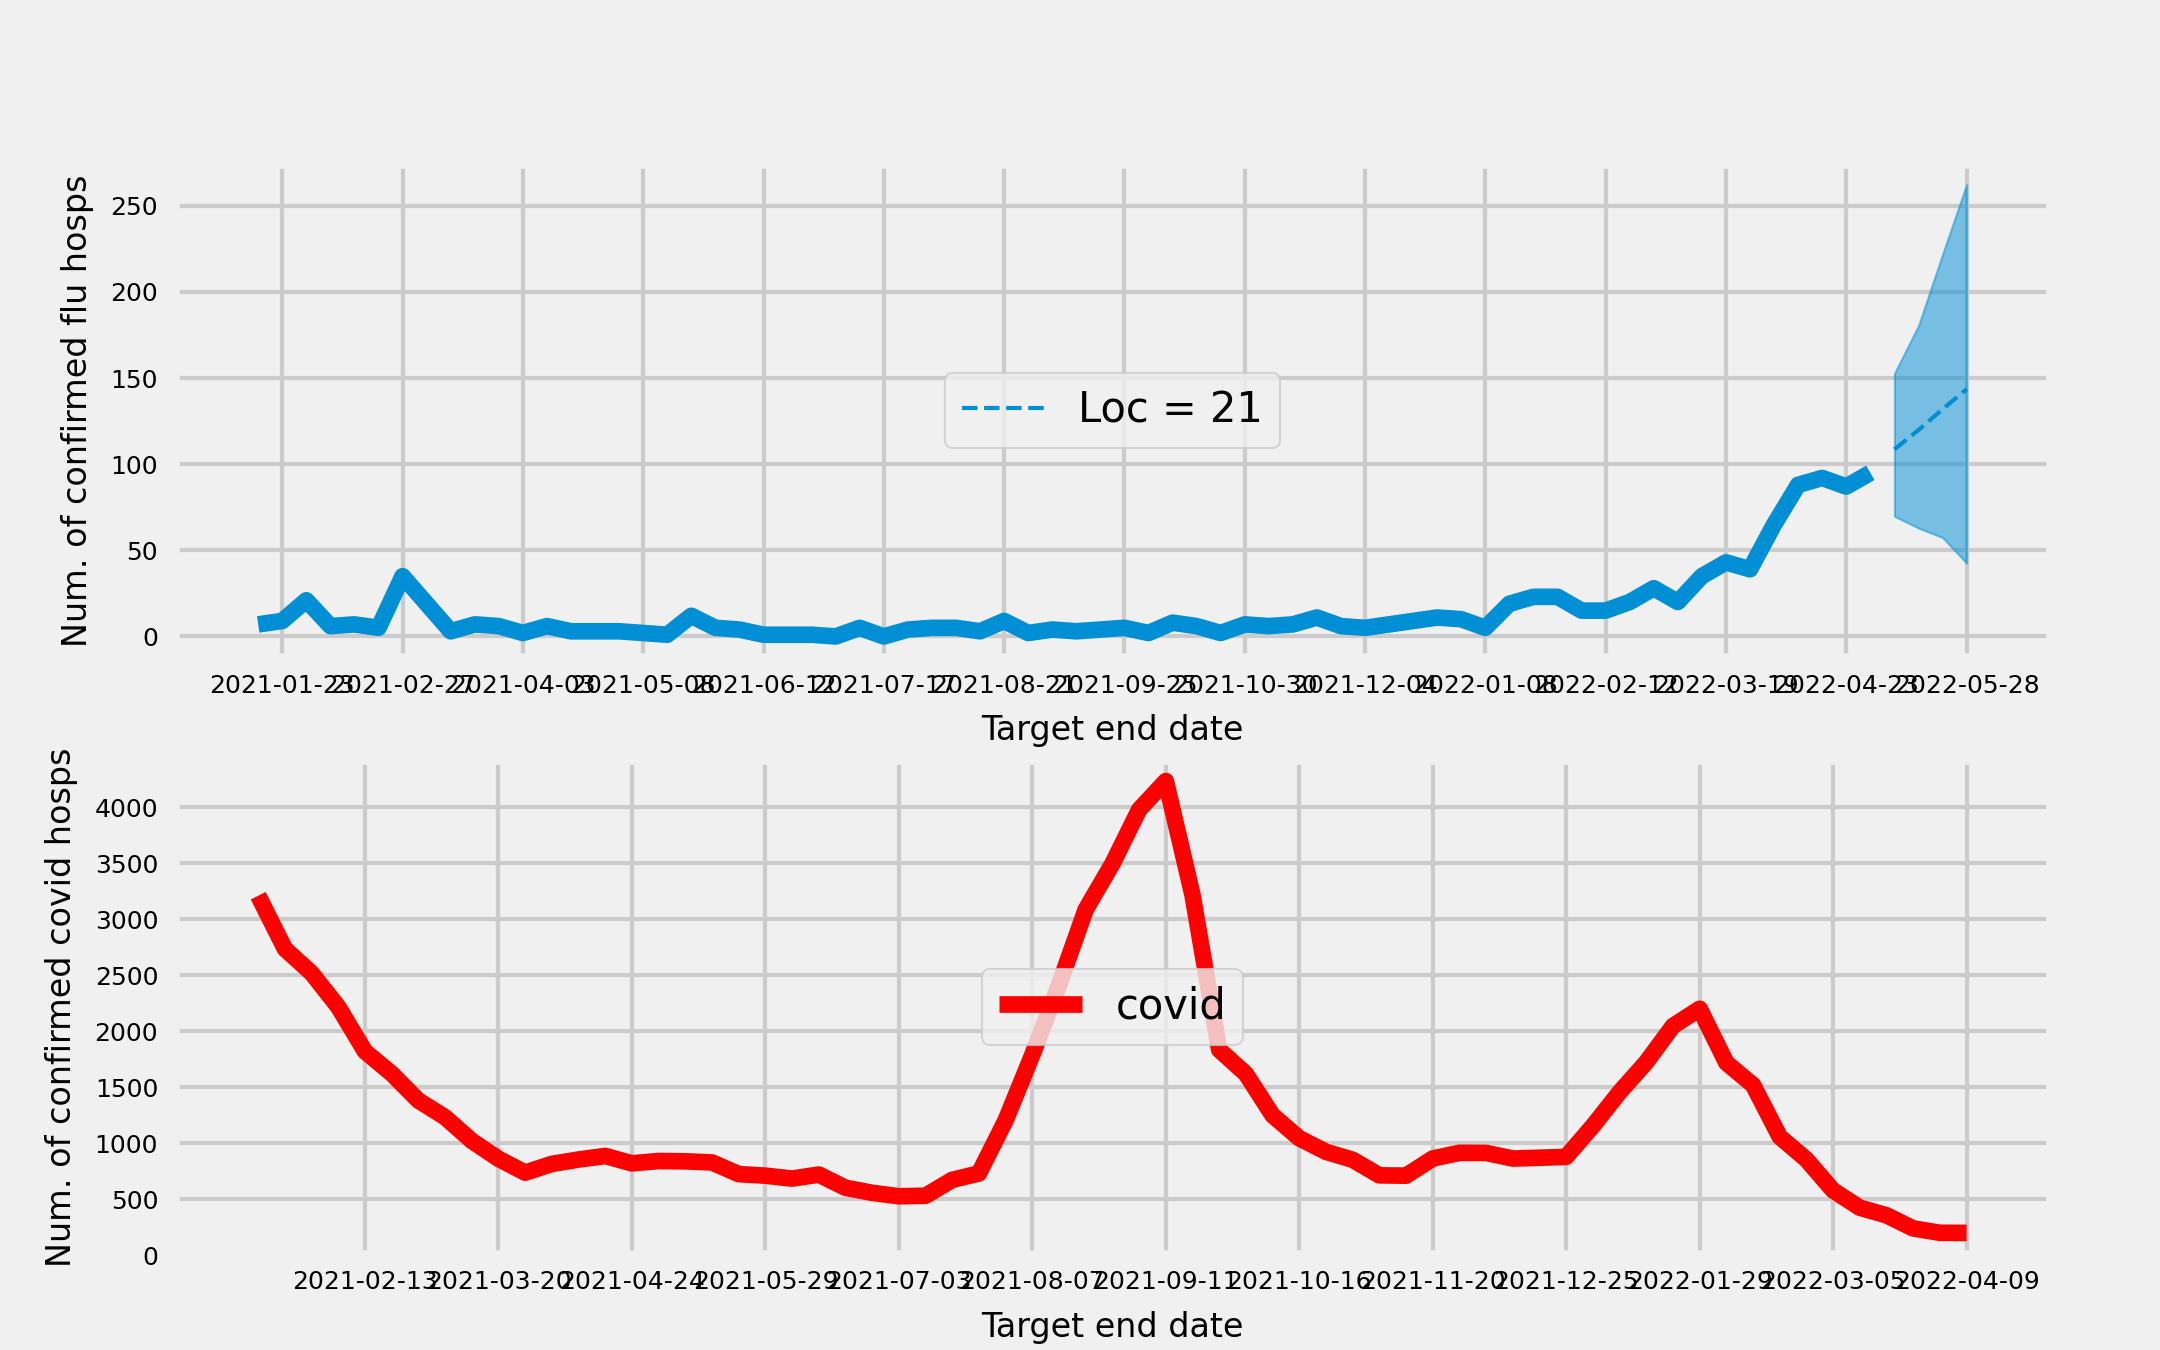 Num. of confirmed flu hosps
250
200
150
100
50
0
Loc = 21
2021-01-23 2021-02-27 2021-04-03 2021-05-08 2021-06-12 2021-07-17 2021-08-21 2021-09-25 2021-10-30 2021-12-04 2022-01-08 2022-02-12 2022-03-19 2022-04-23 2022-05-28
Target end date
Num. of confirmed covid hosps
4000
3500
3000
2500
2000
1500
1000
500
0
covid
2021-02-13 2021-03-20 2021-04-24 2021-05-29 2021-07-03 2021-08-07 2021-09-11 2021-10-16 2021-11-20 2021-12-25 2022-01-29 2022-03-05 2022-04-09
Target end date